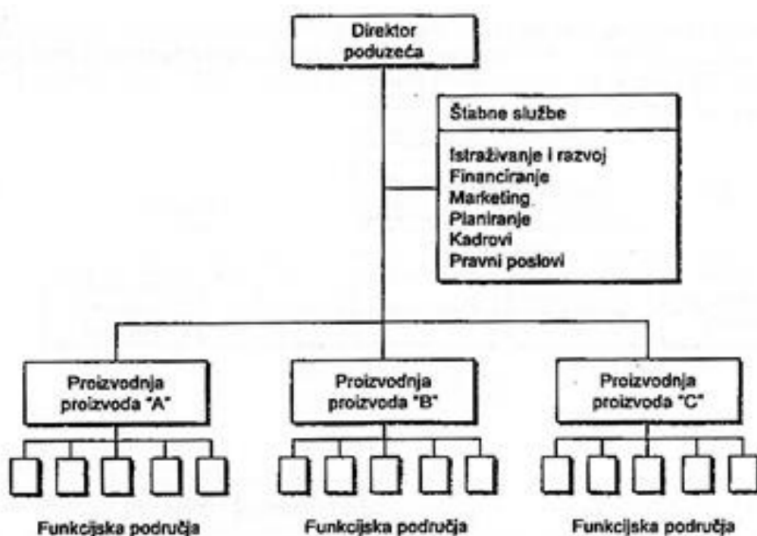 Direktor
poduzeća
Štabne službe
Istraživanje i razvoj
Financiranje
Marketing
Planiranje
Kadrovi
Pravni poslovi
Proizvodnja
proizvoda "A"
Proizvodnja
proizvoda "B"
Proizvodnja
proizvoda "C"
Funkcijska područja
Funkcijska područja
Funkcijska područja